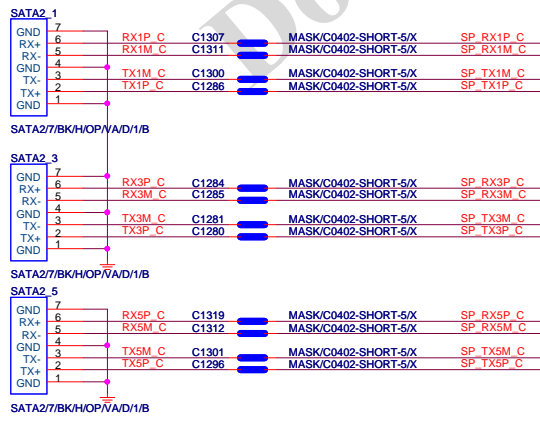 SATA2_1
GND 7
RX+ 6 RX1P_C C1307 MASK/C0402-SHORT-5/X SP_RX1P_C
RX- 5 RX1M_C C1311 MASK/C0402-SHORT-5/X SP_RX1M_C
GND 4
TX- 3 TX1M_C C1300 MASK/C0402-SHORT-5/X SP_TX1M_C
TX+ 2 TX1P_C C1286 MASK/C0402-SHORT-5/X SP_TX1P_C
GND 1
SATA2/7/BK/H/OP/VA/D/1/B
SATA2_3
GND 7
RX+ 6 RX3P_C C1284 MASK/C0402-SHORT-5/X SP_RX3P_C
RX- 5 RX3M_C C1285 MASK/C0402-SHORT-5/X SP_RX3M_C
GND 4
TX- 3 TX3M_C C1281 MASK/C0402-SHORT-5/X SP_TX3M_C
TX+ 2 TX3P_C C1280 MASK/C0402-SHORT-5/X SP_TX3P_C
GND 1
SATA2/7/BK/H/OP/VA/D/1/B
SATA2_5
GND 7
RX+ 6 RX5P_C C1319 MASK/C0402-SHORT-5/X SP_RX5P_C
RX- 5 RX5M_C C1312 MASK/C0402-SHORT-5/X SP_RX5M_C
GND 4
TX- 3 TX5M_C C1301 MASK/C0402-SHORT-5/X SP_TX5M_C
TX+ 2 TX5P_C C1296 MASK/C0402-SHORT-5/X SP_TX5P_C
GND 1
SATA2/7/BK/H/OP/VA/D/1/B